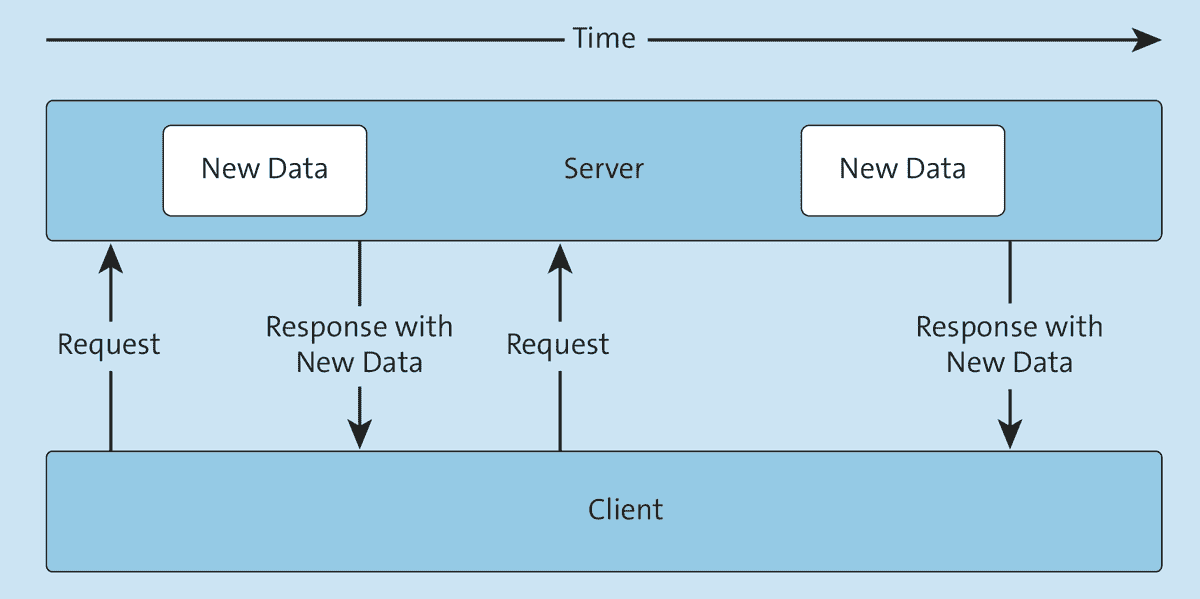 Time
New Data
Server
New Data
Request
Response with
New Data
Request
Response with
New Data
Client